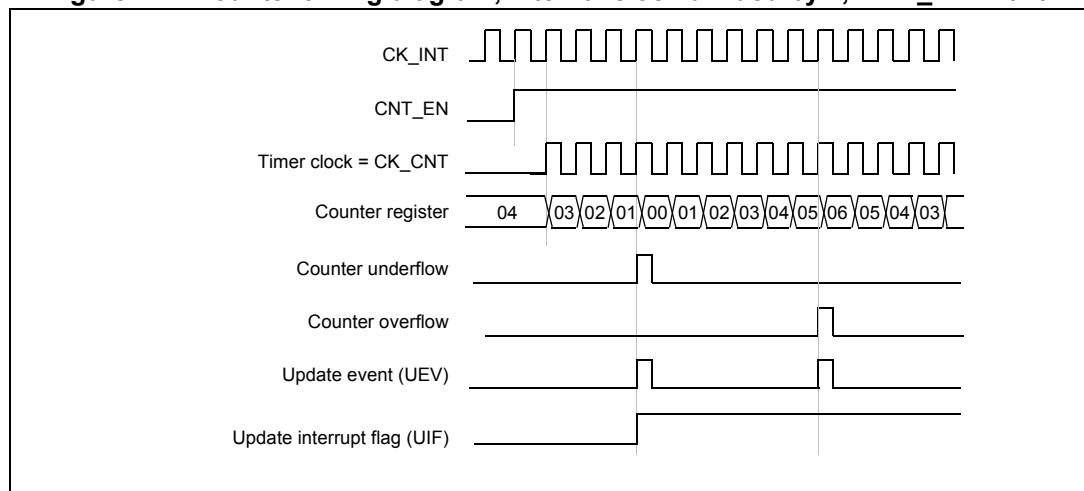 CK_INT
CNT_EN
Timer clock = CK_CNT
Counter register 04 03 02 01 00 01 02 03 04 05 06 05 04 03
Counter underflow
Counter overflow
Update event (UEV)
Update interrupt flag (UIF)